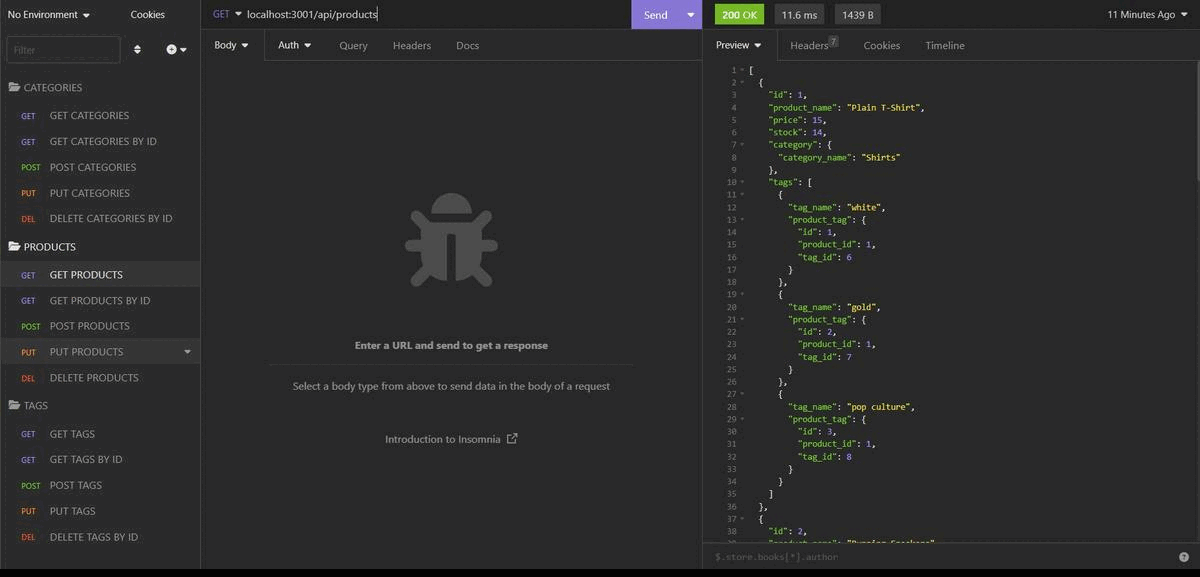 No Environment
Cookies
Filter
CATEGORIES
GET GET CATEGORIES
GET GET CATEGORIES BY ID
POST POST CATEGORIES
PUT PUT CATEGORIES
DEL DELETE CATEGORIES BY ID
PRODUCTS
GET GET PRODUCTS
GET GET PRODUCTS BY ID
POST POST PRODUCTS
PUT PUT PRODUCTS
DEL DELETE PRODUCTS
TAGS
GET GET TAGS
GET GET TAGS BY ID
POST POST TAGS
PUT PUT TAGS
DEL DELETE TAGS BY ID
GET localhost:3001/api/products
Send
Body Auth Query Headers Docs
Enter a URL and send to get a response
Select a body type from above to send data in the body of a request
Introduction to Insomnia
200 OK 11.6 ms 1439 B 11 Minutes Ago
Preview Headers 7 Cookies Timeline
1 [
2 {
3 "id": 1,
4 "product_name": "Plain T-Shirt",
5 "price": 15,
6 "stock": 14,
7 "category": {
8 "category_name": "Shirts"
9 },
10 "tags": [
11 {
12 "tag_name": "white",
13 "product_tag": {
14 "id": 1,
15 "product_id": 1,
16 "tag_id": 6
17 }
18 },
19 {
20 "tag_name": "gold",
21 "product_tag": {
22 "id": 2,
23 "product_id": 1,
24 "tag_id": 7
25 }
26 },
27 {
28 "tag_name": "pop culture",
29 "product_tag": {
30 "id": 3,
31 "product_id": 1,
32 "tag_id": 8
33 }
34 }
35 ]
36 },
37 {
38 "id": 2,
$.store.books[*].author